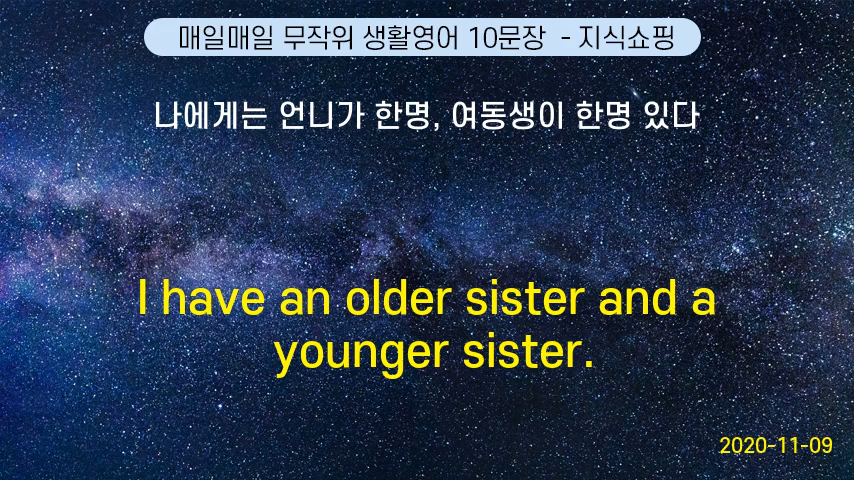 매일매일 무작위 생활영어 10문장 - 지식쇼핑
나에게는 언니가 한명, 여동생이 한명 있다
I have an older sister and a
younger sister.
2020-11-09